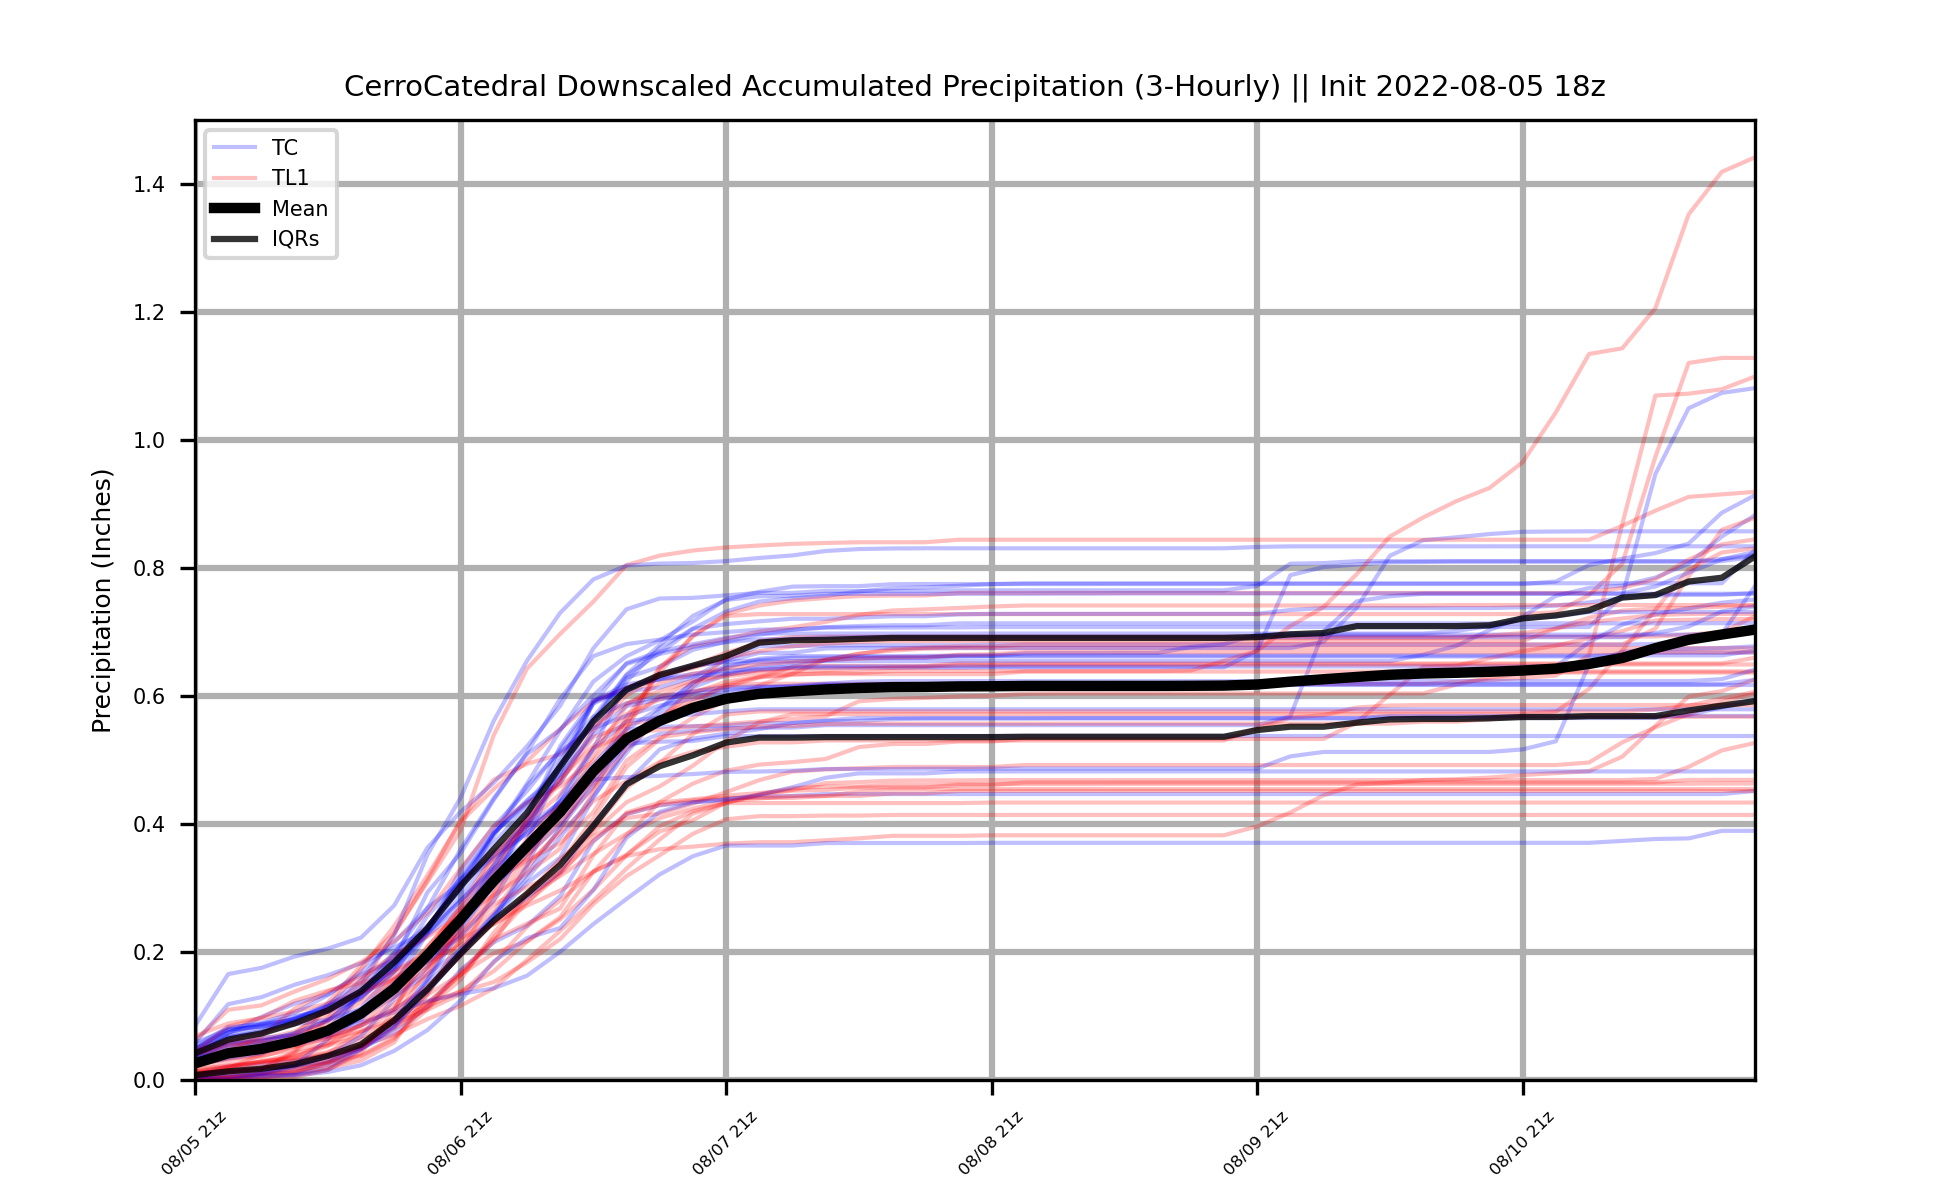 CerroCatedral Downscaled Accumulated Precipitation (3-Hourly) || Init 2022-08-05 18z
TC
TL1
Mean
IQRs
Precipitation (Inches)
1.4
1.2
1.0
0.8
0.6
0.4
0.2
0.0
08/05 21z
08/06 21z
08/07 21z
08/08 21z
08/09 21z
08/10 21z